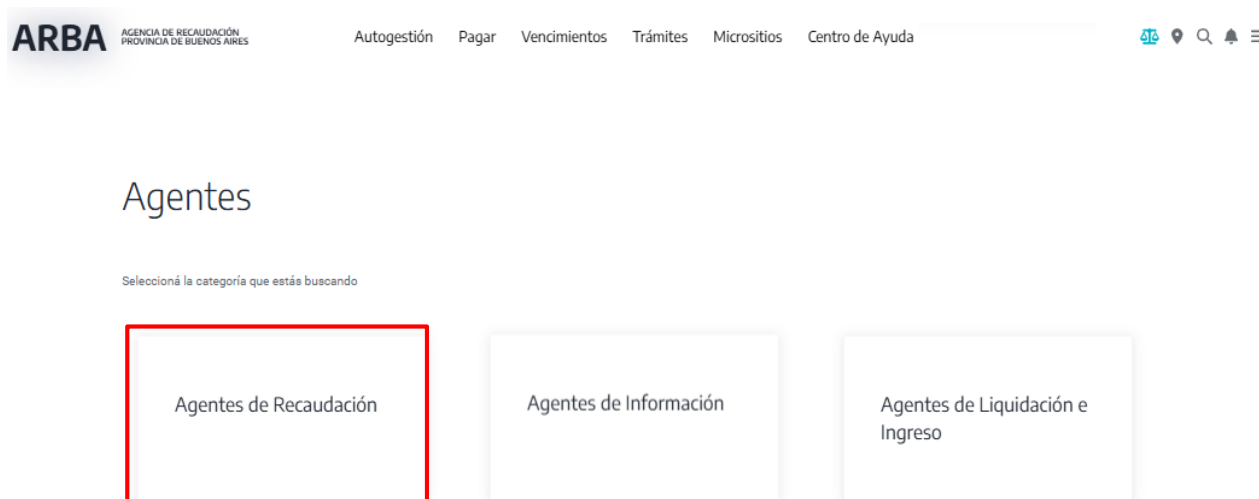 ARBA AGENCIA DE RECAUDACIÓN
PROVINCIA DE BUENOS AIRES
Autogestión Pagar Vencimientos Trámites Micrositios Centro de Ayuda
Agentes
Seleccioná la categoría que estás buscando
Agentes de Recaudación
Agentes de Información
Agentes de Liquidación e
Ingreso